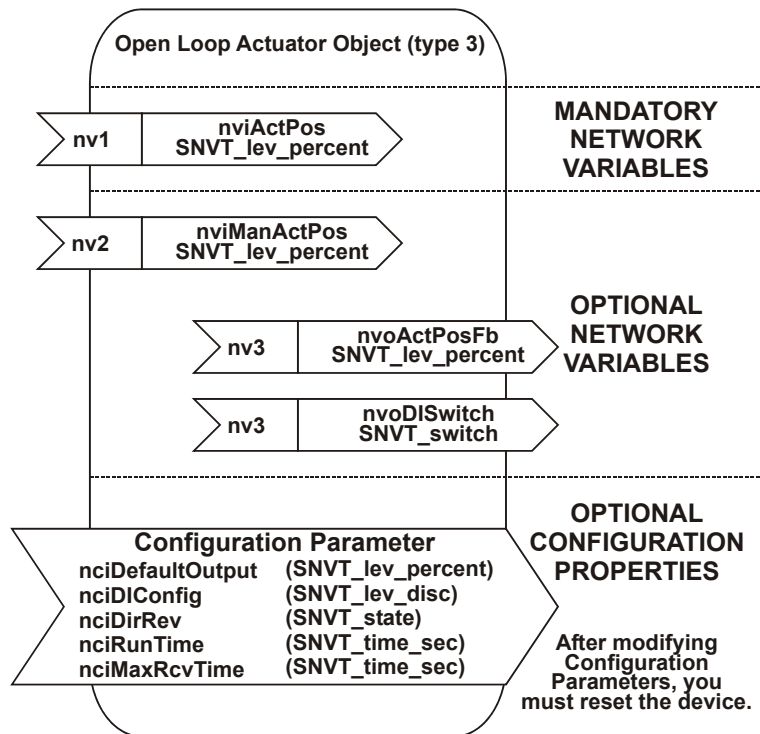 Open Loop Actuator Object (type 3)
nv1
nviActPos
SNVT_lev_percent
MANDATORY
NETWORK
VARIABLES
nv2
nviManActPos
SNVT_lev_percent
nv3
nvoActPosFb
SNVT_lev_percent
nv3
nvoDISwitch
SNVT_switch
OPTIONAL
NETWORK
VARIABLES
Configuration Parameter
nciDefaultOutput (SNVT_lev_percent)
nciDIConfig (SNVT_lev_disc)
nciDirRev (SNVT_state)
nciRunTime (SNVT_time_sec)
nciMaxRcvTime (SNVT_time_sec)
OPTIONAL
CONFIGURATION
PROPERTIES
After modifying
Configuration
Parameters, you
must reset the device.